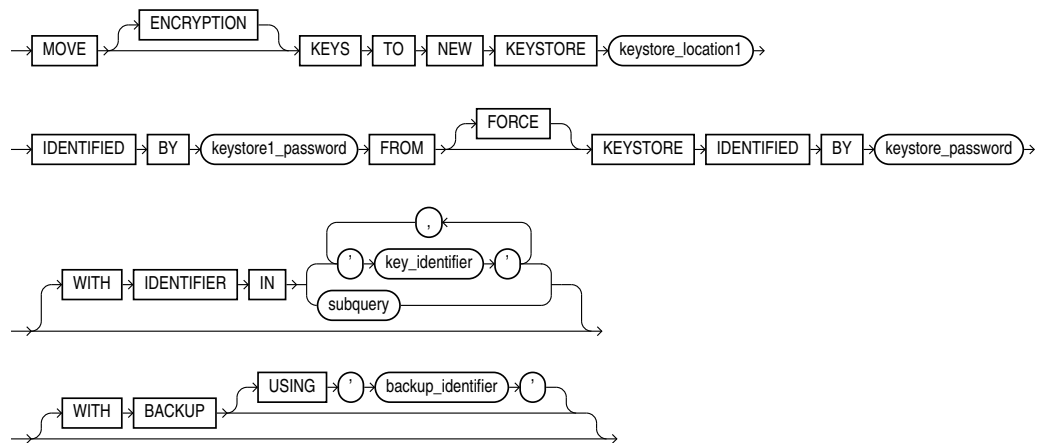 ENCRYPTION
MOVE KEYS TO NEW KEYSTORE keystore_location1
FORCE
IDENTIFIED BY keystore1_password FROM KEYSTORE IDENTIFIED BY keystore_password
,
' key_identifier '
WITH IDENTIFIER IN
subquery
USING ' backup_identifier '
WITH BACKUP